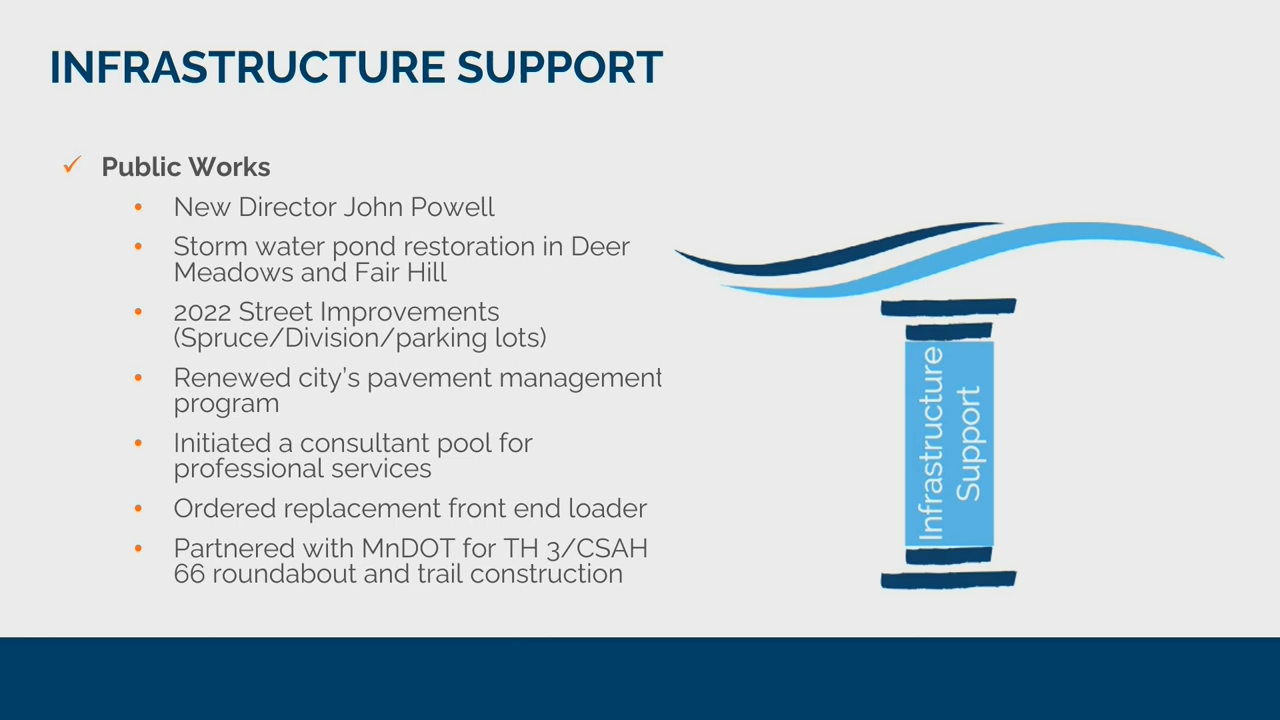 INFRASTRUCTURE SUPPORT
✓ Public Works
• New Director John Powell
• Storm water pond restoration in Deer
Meadows and Fair Hill
• 2022 Street Improvements
(Spruce/Division/parking lots)
• Renewed city's pavement management
program
• Initiated a consultant pool for
professional services
• Ordered replacement front end loader
• Partnered with MnDOT for TH 3/CSAH
66 roundabout and trail construction
Infrastructure
Support